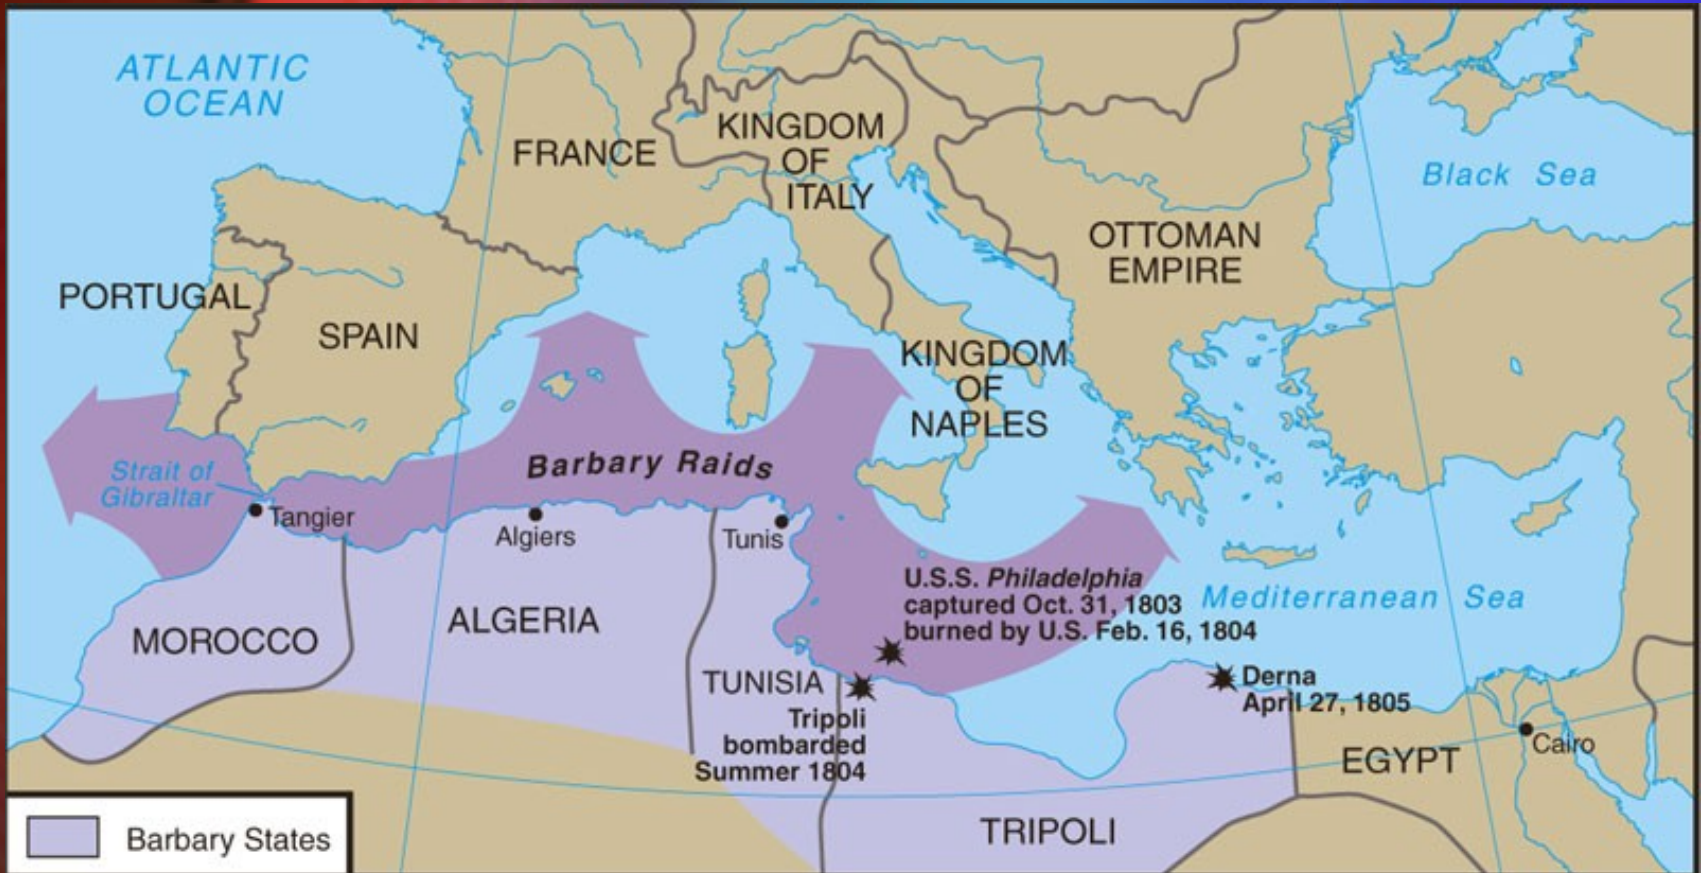 ATLANTIC
OCEAN
FRANCE
KINGDOM
OF
ITALY
Black Sea
OTTOMAN
EMPIRE
PORTUGAL
SPAIN
KINGDOM
OF
NAPLES
Barbary Raids
Strait of
Gibraltar
Tangier
Algiers
Tunis
U.S.S. Philadelphia
captured Oct. 31, 1803
burned by U.S. Feb. 16, 1804
Mediterranean Sea
MOROCCO
ALGERIA
TUNISIA
Tripoli
bombarded
Summer 1804
Derna
April 27, 1805
EGYPT
Cairo
TRIPOLI
Barbary States